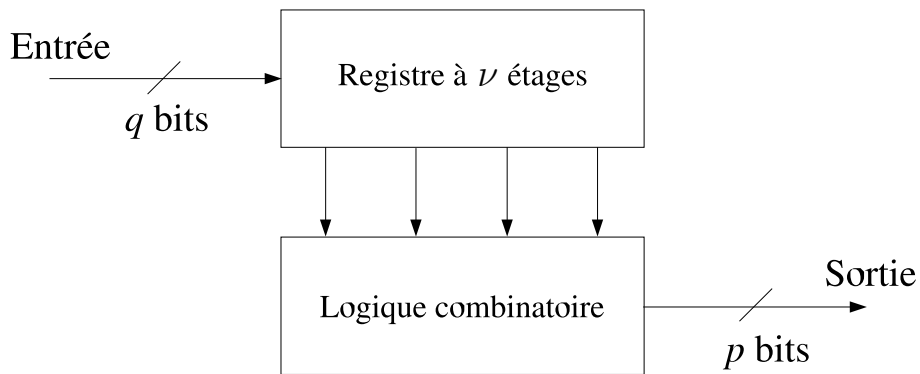 Entrée
q bits
Registre à ν étages
Logique combinatoire
Sortie
p bits